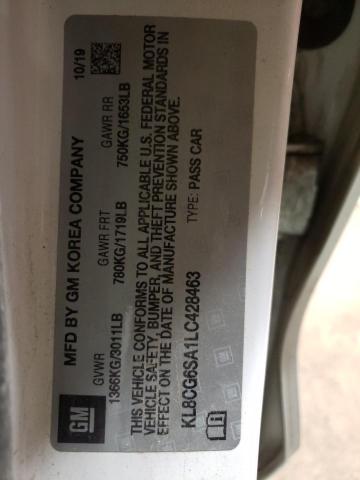 GM
MFD BY GM KOREA COMPANY 10/19
GVWR GAWR FRT GAWR RR
1366KG/3011LB 780KG/1719LB 750KG/1653LB
THIS VEHICLE CONFORMS TO ALL APPLICABLE U.S. FEDERAL MOTOR
VEHICLE SAFETY, BUMPER, AND THEFT PREVENTION STANDARDS IN
EFFECT ON THE DATE OF MANUFACTURE SHOWN ABOVE.
KL8CG6SA1LC428463 TYPE: PASS CAR